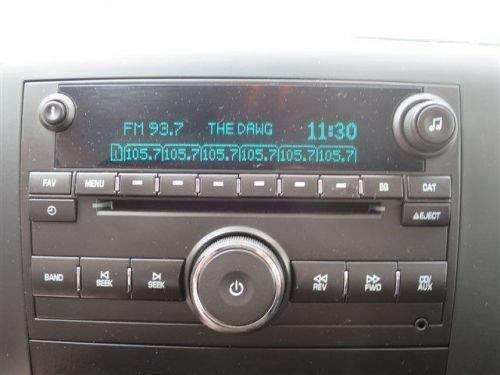 FM 93.7 THE DAWG 11:30
1 105.7 105.7 105.7 105.7 105.7 105.7
FAV MENU EQ CAT
EJECT
BAND SEEK SEEK REV FWD CD/AUX